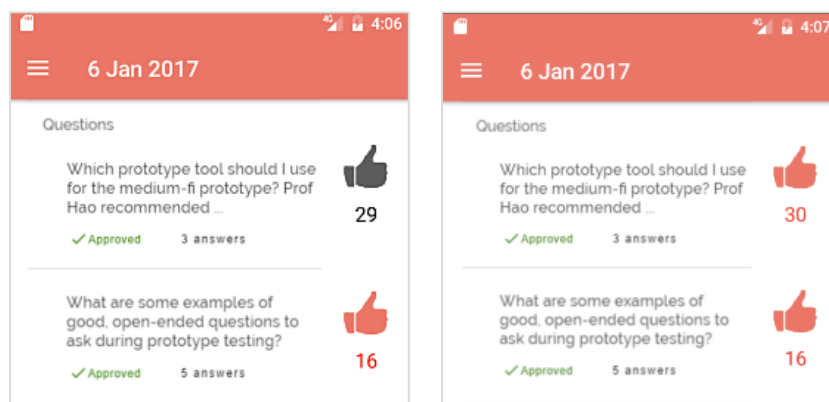 4G 4:06
6 Jan 2017
Questions
Which prototype tool should I use
for the medium-fi prototype? Prof
Hao recommended ...
29
Approved 3 answers
What are some examples of
good, open-ended questions to
ask during prototype testing?
16
Approved 5 answers
4G 4:07
6 Jan 2017
Questions
Which prototype tool should I use
for the medium-fi prototype? Prof
Hao recommended ...
30
Approved 3 answers
What are some examples of
good, open-ended questions to
ask during prototype testing?
16
Approved 5 answers